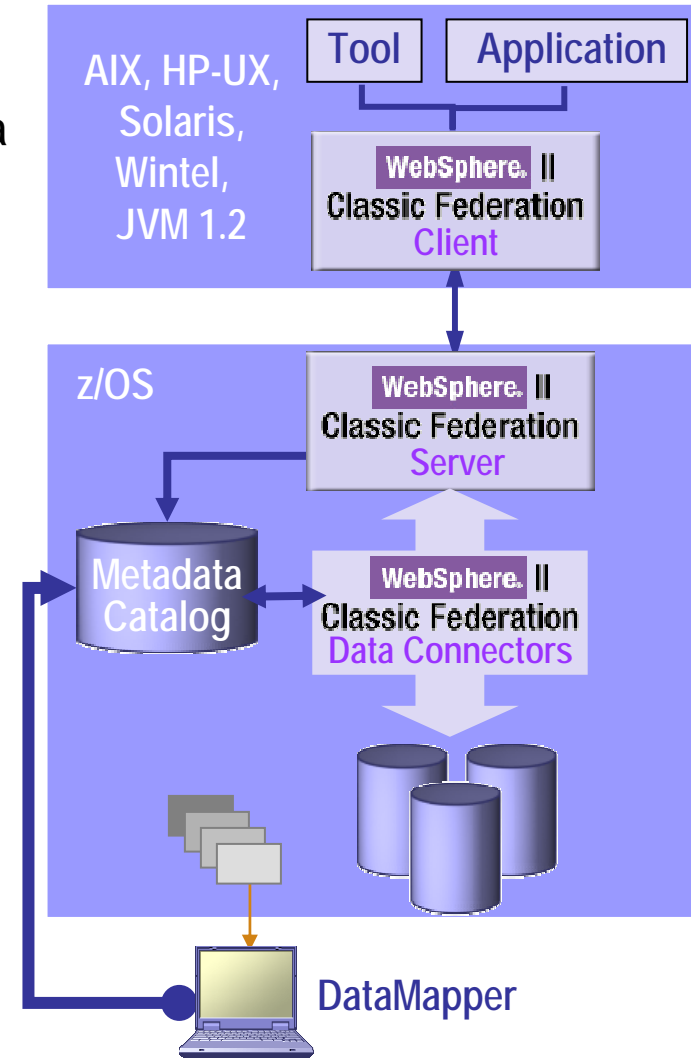 Tool
Application
AIX, HP-UX,
Solaris,
Wintel,
JVM 1.2
a
WebSphere. II
Classic Federation
Client
z/OS
WebSphere. II
Classic Federation
Server
Metadata
Catalog
WebSphere. II
Classic Federation
Data Connectors
DataMapper